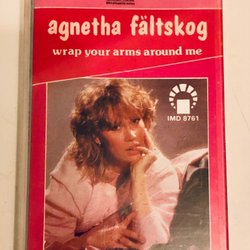 agnetha fältskog
wrap your arms around me
IMD 8761